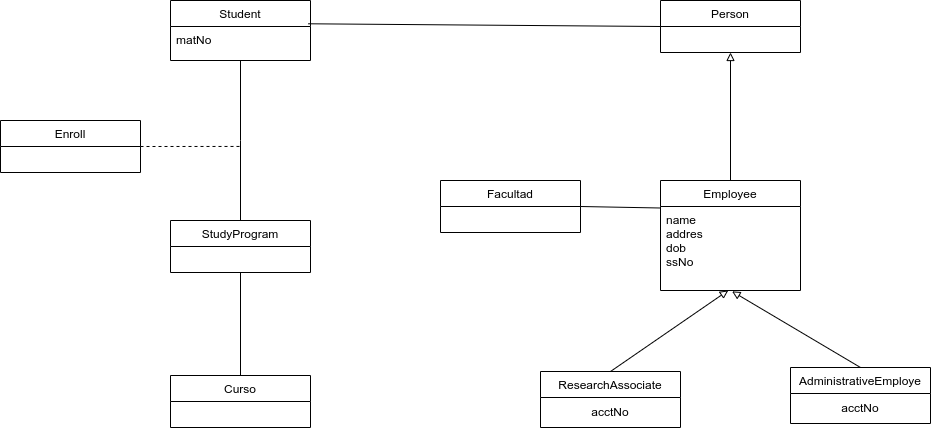 Student
matNo
Person
Enroll
Facultad
Employee
name
addres
dob
ssNo
StudyProgram
Curso
ResearchAssociate
acctNo
AdministrativeEmploye
acctNo